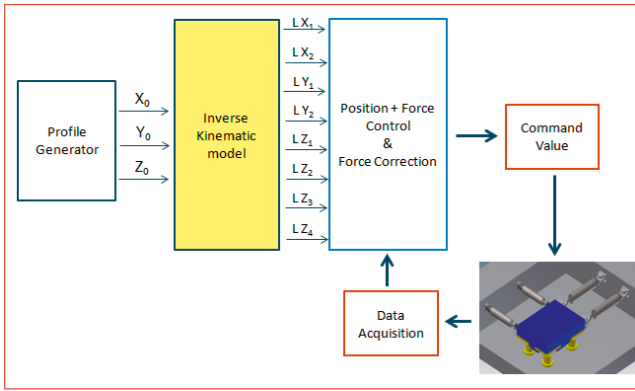 Profile
Generator
X₀
Y₀
Z₀
Inverse
Kinematic
model
L X₁
L X₂
L Y₁
L Y₂
L Z₁
L Z₂
L Z₃
L Z₄
Position + Force
Control
&
Force Correction
Command
Value
Data
Acquisition